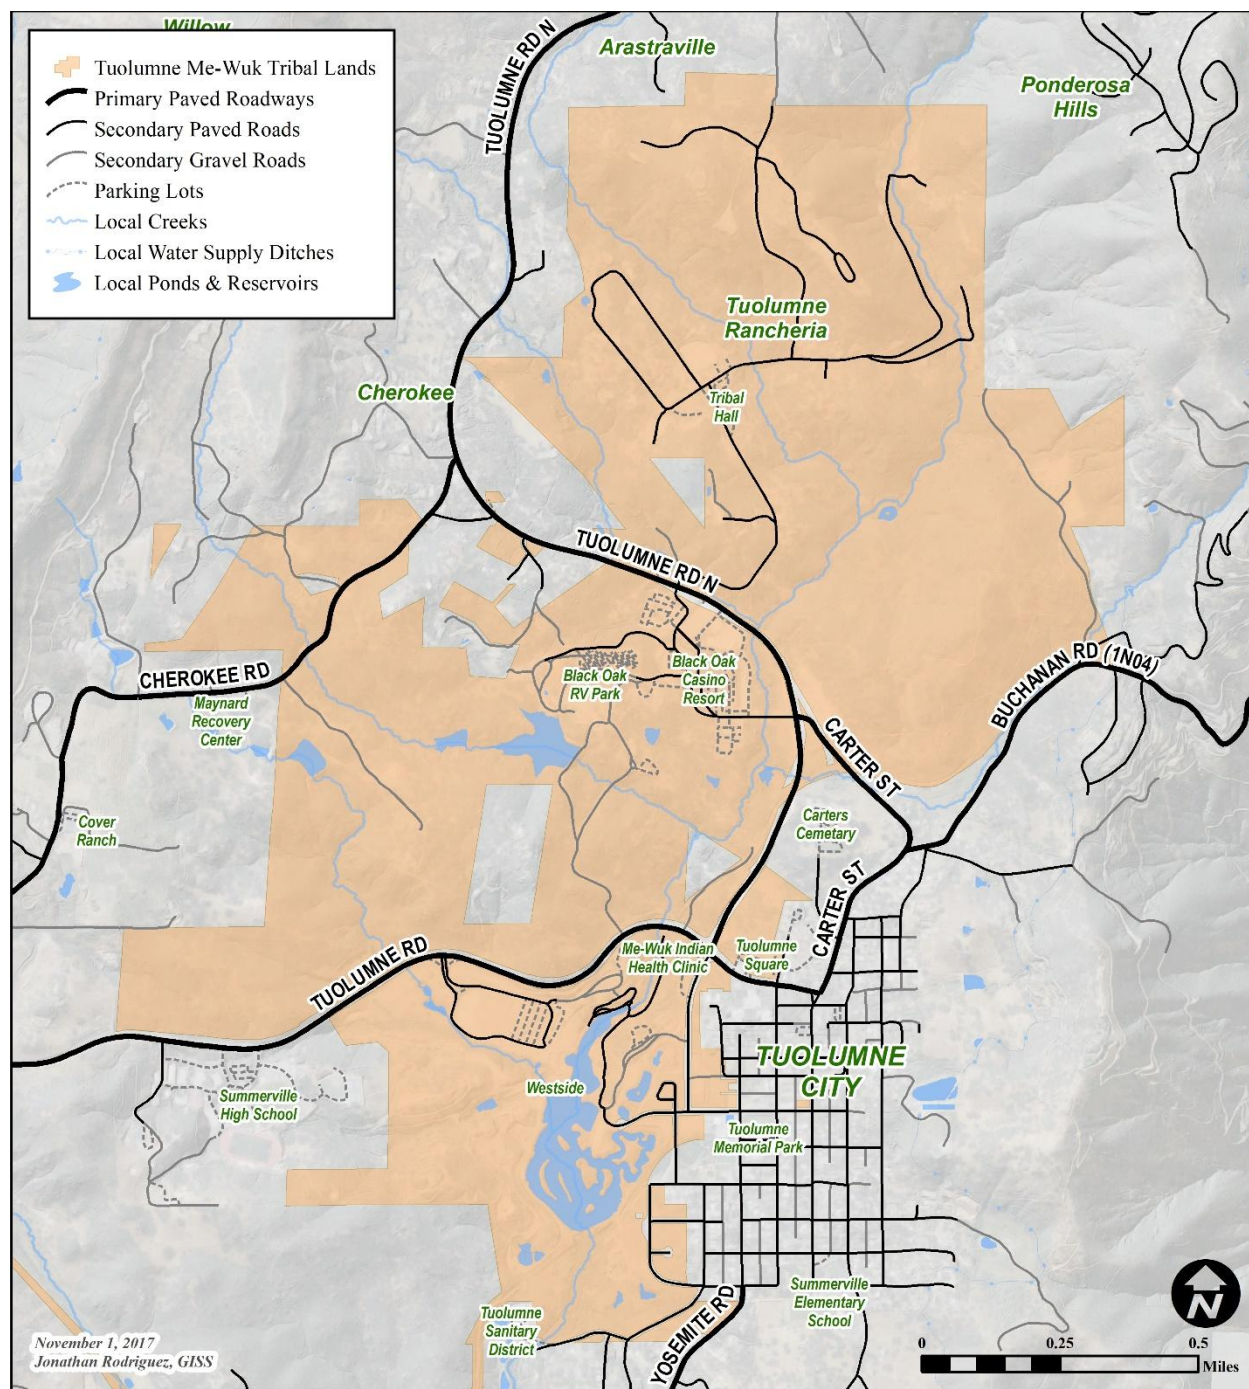 Willow
Arastraville
Ponderosa
Hills
Tuolumne Me-Wuk Tribal Lands
Primary Paved Roadways
Secondary Paved Roads
Secondary Gravel Roads
Parking Lots
Local Creeks
Local Water Supply Ditches
Local Ponds & Reservoirs
TUOLUMNE RD N
Tuolumne
Rancheria
Cherokee
Tribal
Hall
TUOLUMNE RD N
BUCHANAN RD (1N04)
CHEROKEE RD
Maynard
Recovery
Center
Black Oak
RV Park
Black Oak
Casino
Resort
CARTER ST
Cover
Ranch
Carters
Cemetary
CARTER ST
TUOLUMNE RD
Me-Wuk Indian
Health Clinic
Tuolumne
Square
TUOLUMNE
CITY
Summerville
High School
Westside
Tuolumne
Memorial Park
Tuolumne
Sanitary
District
YOSEMITE RD
Summerville
Elementary
School
N
November 1, 2017
Jonathan Rodriguez, GISS
0 0.25 0.5
Miles